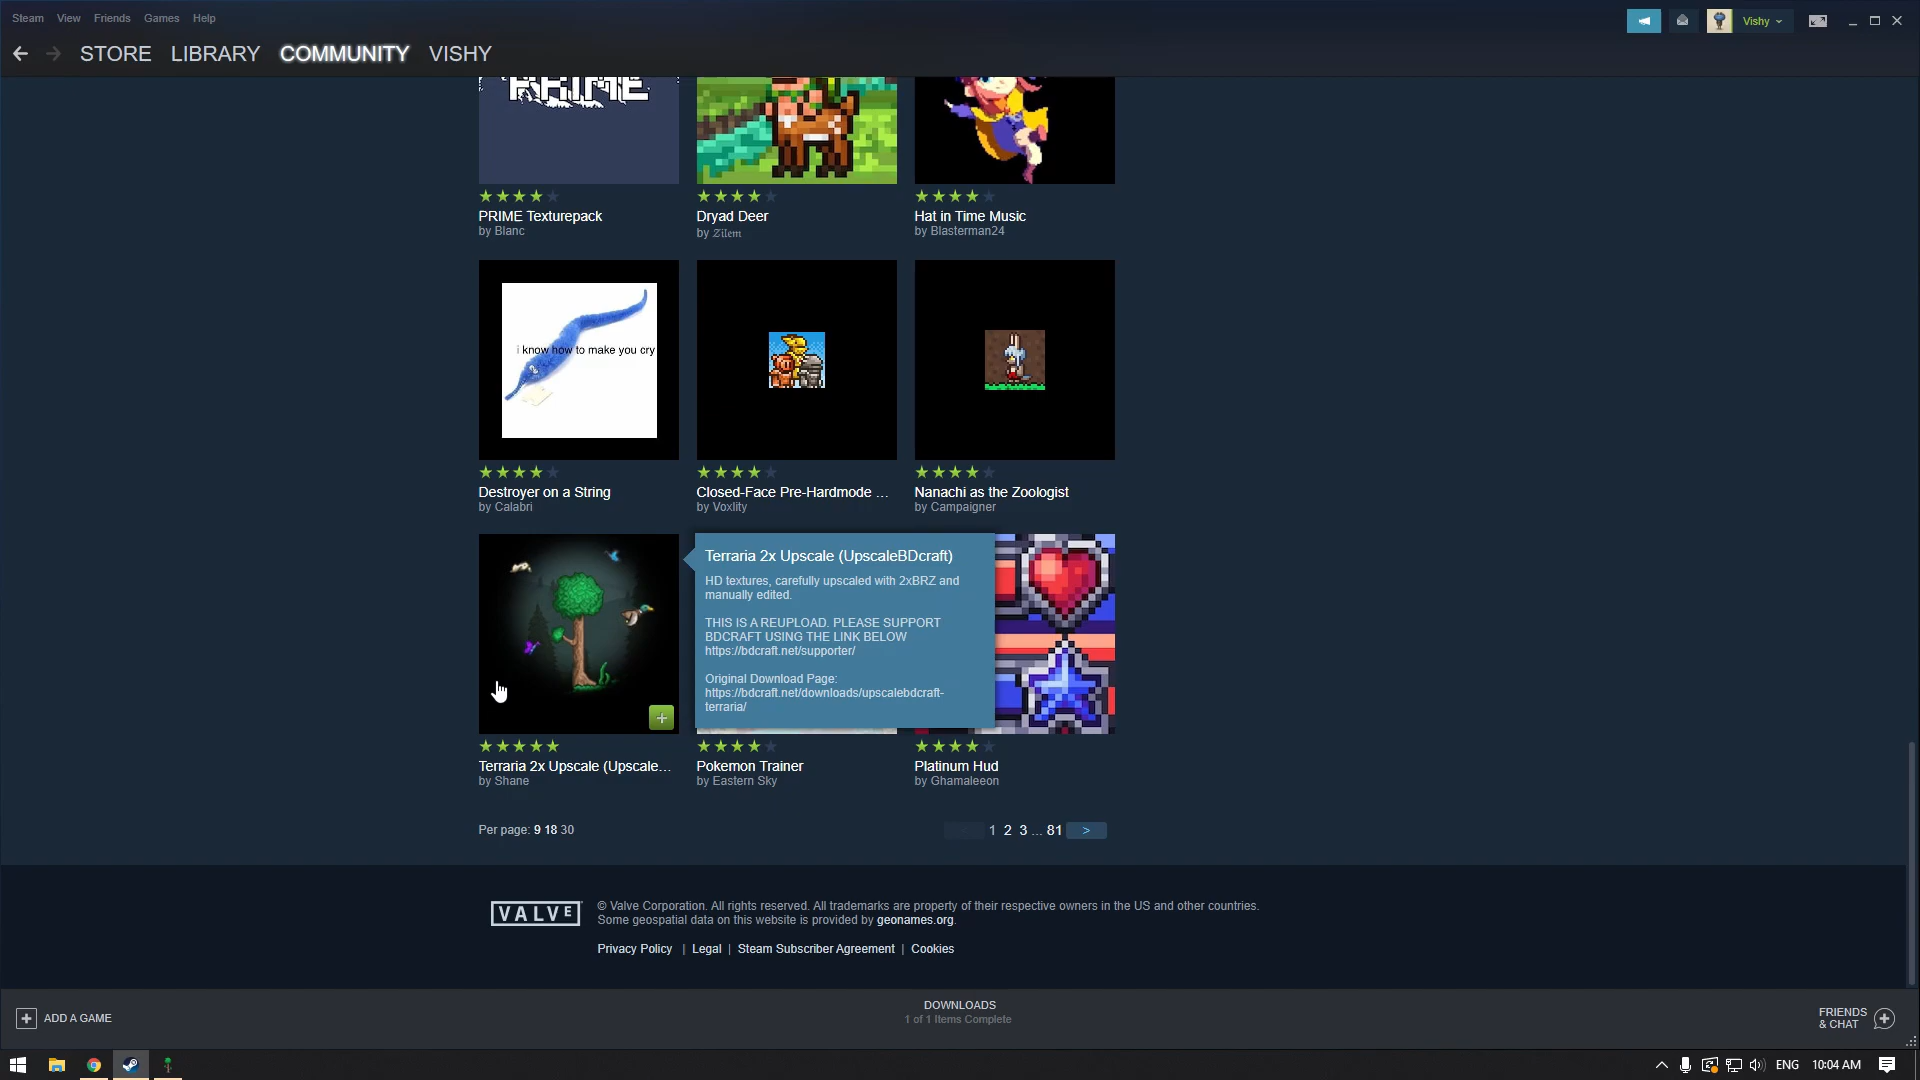 Steam View Friends Games Help
Vishy
STORE LIBRARY COMMUNITY VISHY
PRIME
PRIME Texturepack
by Blanc
Dryad Deer
by Zilem
Hat in Time Music
by Blasterman24
i know how to make you cry
Destroyer on a String
by Calabri
Closed-Face Pre-Hardmode ...
by Voxlity
Nanachi as the Zoologist
by Campaigner
Terraria 2x Upscale (UpscaleBDcraft)
HD textures, carefully upscaled with 2xBRZ and
manually edited.
THIS IS A REUPLOAD. PLEASE SUPPORT
BDCRAFT USING THE LINK BELOW
https://bdcraft.net/supporter/
Original Download Page:
https://bdcraft.net/downloads/upscalebdcraft-
terraria/
Terraria 2x Upscale (Upscale...
by Shane
Pokemon Trainer
by Eastern Sky
Platinum Hud
by Ghamaleeon
Per page: 9 18 30
< 1 2 3 ... 81 >
VALVE
© Valve Corporation. All rights reserved. All trademarks are property of their respective owners in the US and other countries.
Some geospatial data on this website is provided by geonames.org.
Privacy Policy | Legal | Steam Subscriber Agreement | Cookies
ADD A GAME
DOWNLOADS
1 of 1 Items Complete
FRIENDS
& CHAT
ENG 10:04 AM